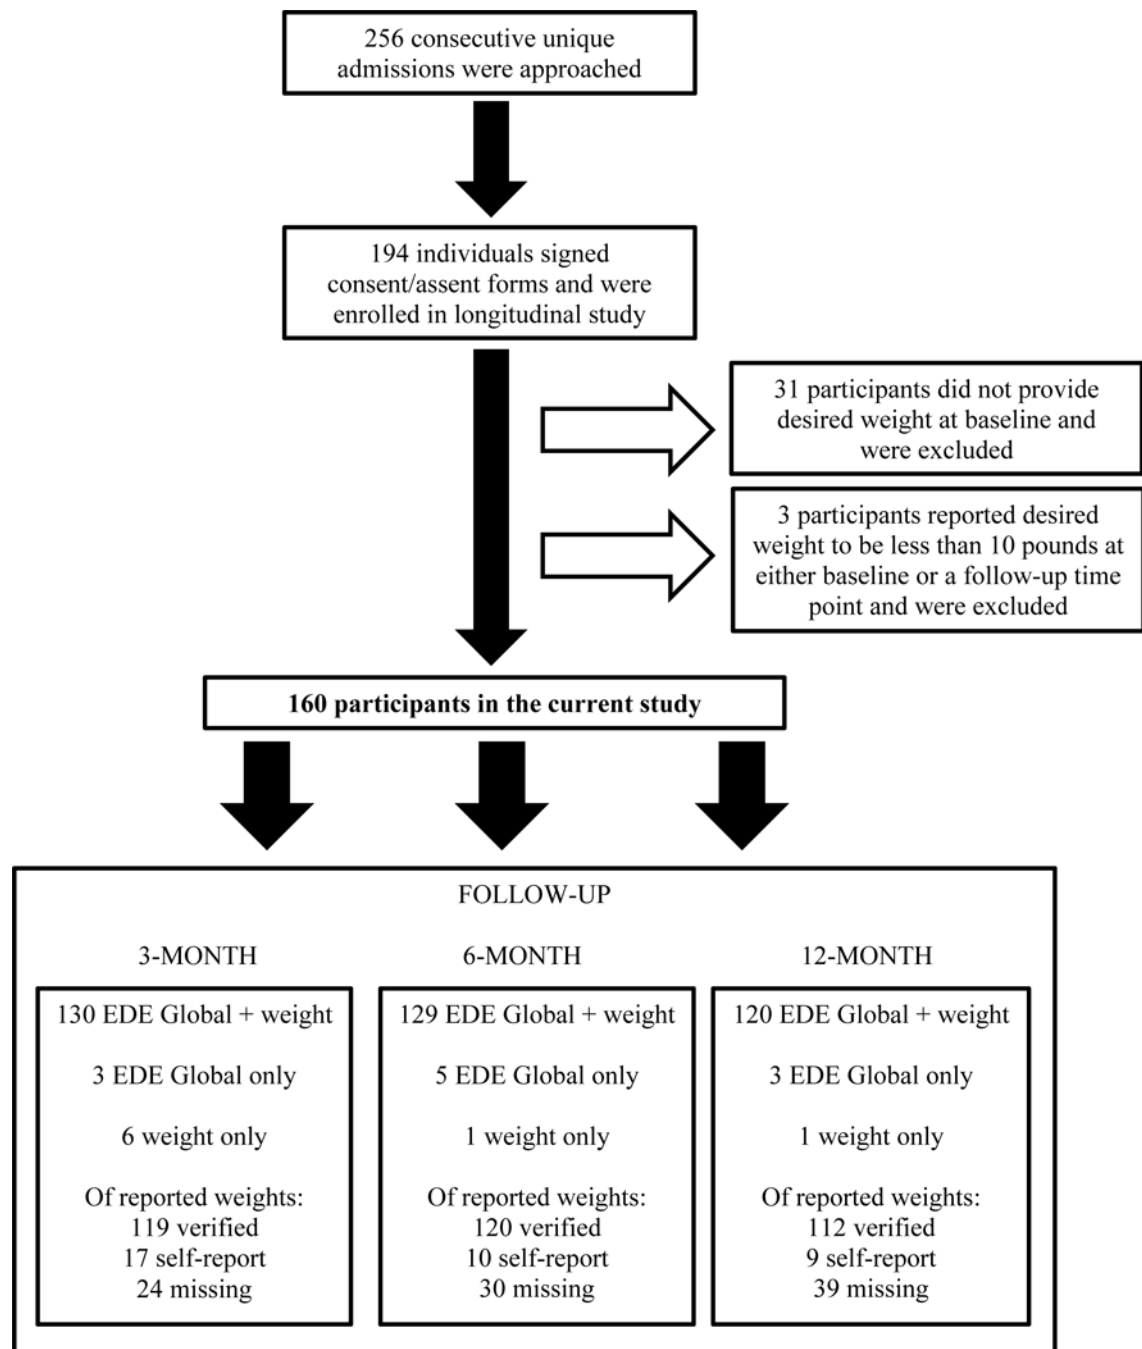 256 consecutive unique
admissions were approached
194 individuals signed
consent/assent forms and were
enrolled in longitudinal study
31 participants did not provide
desired weight at baseline and
were excluded
3 participants reported desired
weight to be less than 10 pounds at
either baseline or a follow-up time
point and were excluded
160 participants in the current study
FOLLOW-UP
3-MONTH
130 EDE Global + weight
3 EDE Global only
6 weight only
Of reported weights:
119 verified
17 self-report
24 missing
6-MONTH
129 EDE Global + weight
5 EDE Global only
1 weight only
Of reported weights:
120 verified
10 self-report
30 missing
12-MONTH
120 EDE Global + weight
3 EDE Global only
1 weight only
Of reported weights:
112 verified
9 self-report
39 missing